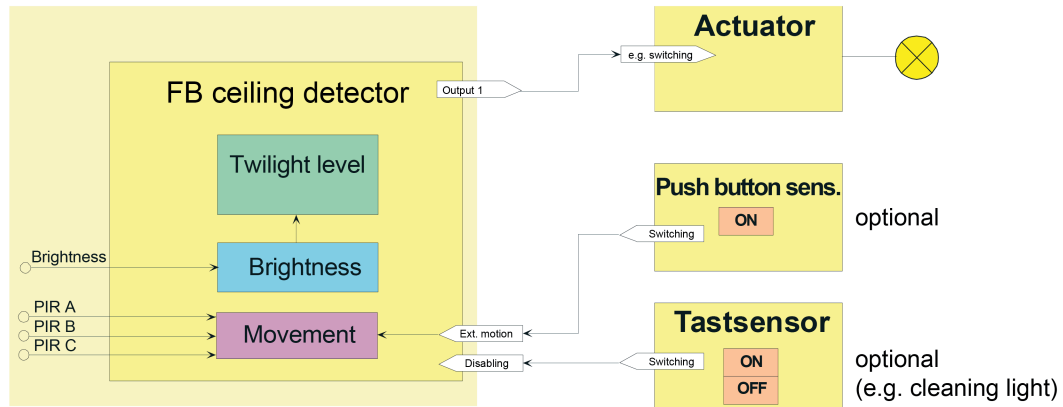 Actuator
e.g. switching
FB ceiling detector
Output 1
Twilight level
Push button sens.
ON
optional
Switching
Brightness
Brightness
PIR A
PIR B
PIR C
Movement
Ext. motion
Disabling
Tastsensor
Switching
ON
OFF
optional
(e.g. cleaning light)